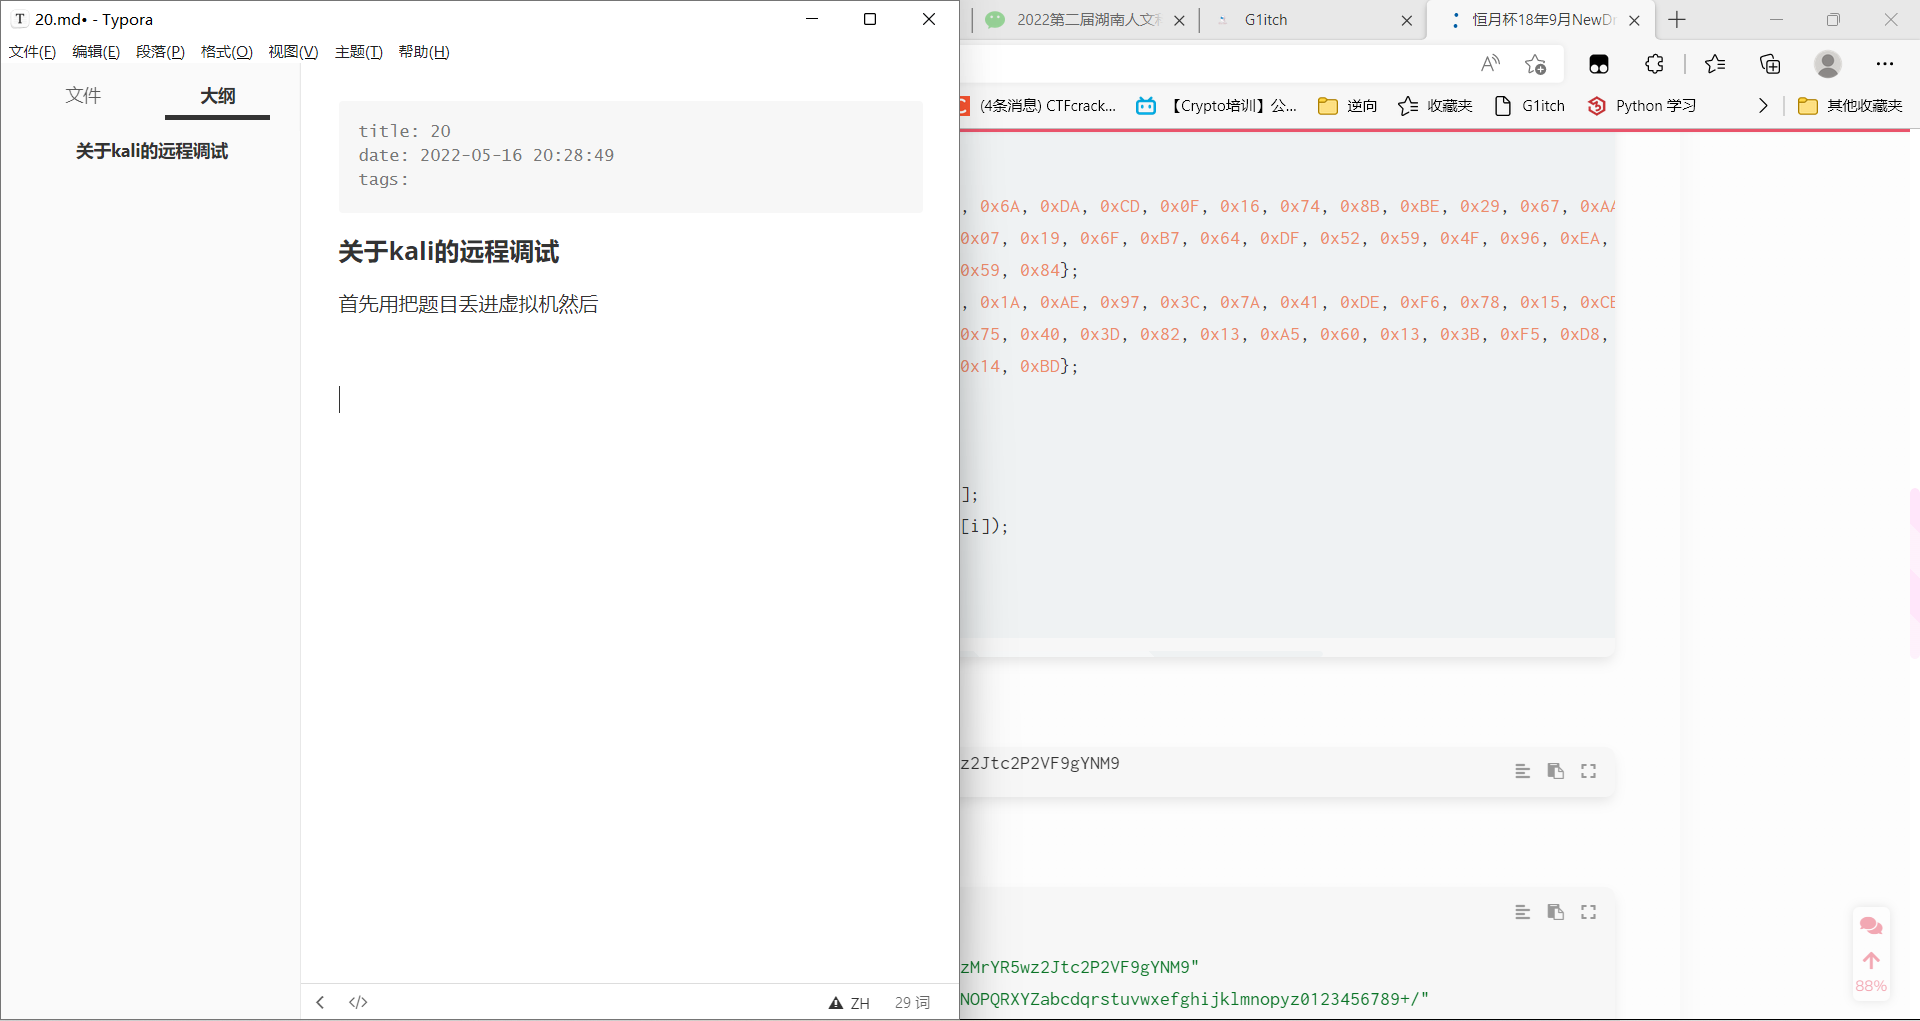 20.md• - Typora
文件(F) 编辑(E) 段落(P) 格式(O) 视图(V) 主题(T) 帮助(H)
文件 大纲
关于kali的远程调试
title: 20
date: 2022-05-16 20:28:49
tags:
关于kali的远程调试
首先用把题目丢进虚拟机然后
</> ZH 29 词
2022第二届湖南人文
G1itch
恒月杯18年9月NewD
(4条消息) CTFcrack...
【Crypto培训】公...
逆向
收藏夹
G1itch
Python 学习
其他收藏夹
, 0x6A, 0xDA, 0xCD, 0x0F, 0x16, 0x74, 0x8B, 0xBE, 0x29, 0x67, 0xAA
0x07, 0x19, 0x6F, 0xB7, 0x64, 0xDF, 0x52, 0x59, 0x4F, 0x96, 0xEA,
0x59, 0x84};
, 0x1A, 0xAE, 0x97, 0x3C, 0x7A, 0x41, 0xDE, 0xF6, 0x78, 0x15, 0xCE
0x75, 0x40, 0x3D, 0x82, 0x13, 0xA5, 0x60, 0x13, 0x3B, 0xF5, 0xD8,
0x14, 0xBD};
];
[i]);
z2Jtc2P2VF9gYNM9
zMrYR5wz2Jtc2P2VF9gYNM9"
NOPQRXYZabcdqrstuvwxefghijklmnopyz0123456789+/"
88%